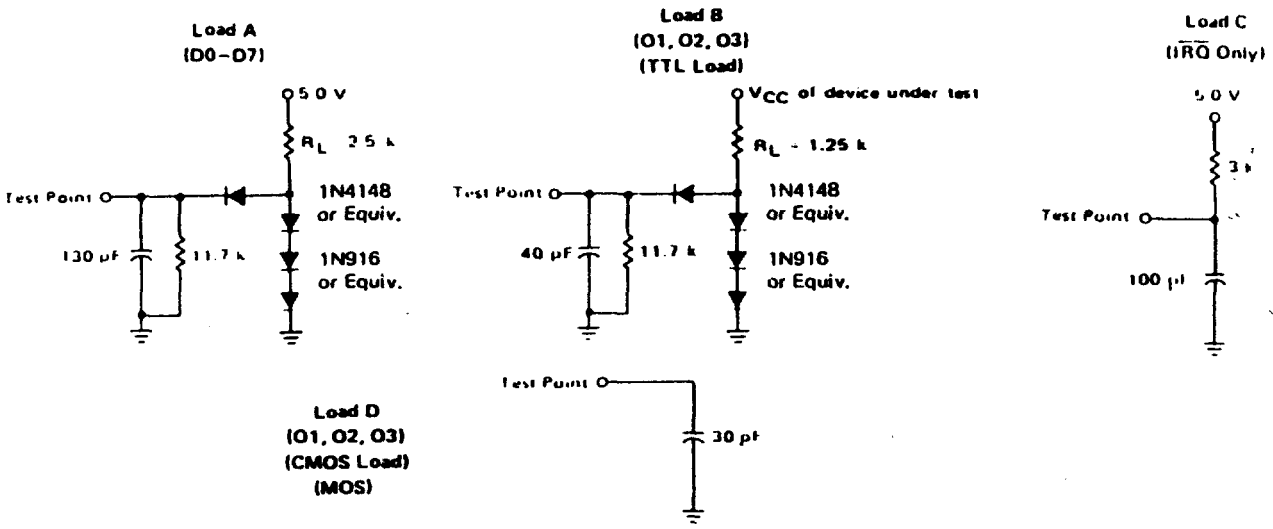 Load A
(D0–D7)
5 0 V
RL 2.5 k
Test Point
1N4148
or Equiv.
130 pF
11.7 k
1N916
or Equiv.
Load B
(O1, O2, O3)
(TTL Load)
VCC of device under test
RL - 1.25 k
Test Point
1N4148
or Equiv.
40 pF
11.7 k
1N916
or Equiv.
Load C
(IRQ Only)
5 0 V
3 k
Test Point
100 pF
Load D
(O1, O2, O3)
(CMOS Load)
(MOS)
Test Point
30 pF